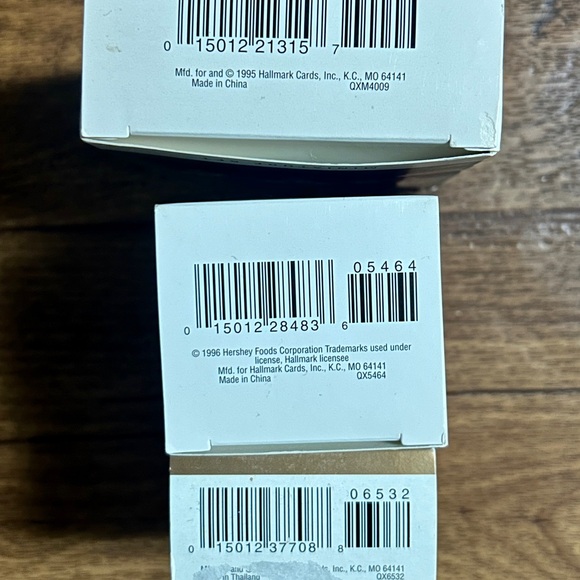 0 15012 21315 7
Mfd. for and © 1995 Hallmark Cards, Inc., K.C., MO 64141
Made in China QXM4009
05464
0 15012 28483 6
© 1996 Hershey Foods Corporation Trademarks used under
license, Hallmark licensee
Mfd. for Hallmark Cards, Inc., K.C., MO 64141
Made in China QX5464
06532
0 15012 37708 8
and Inc., K.C., MO 64141
in Thailand QX6532